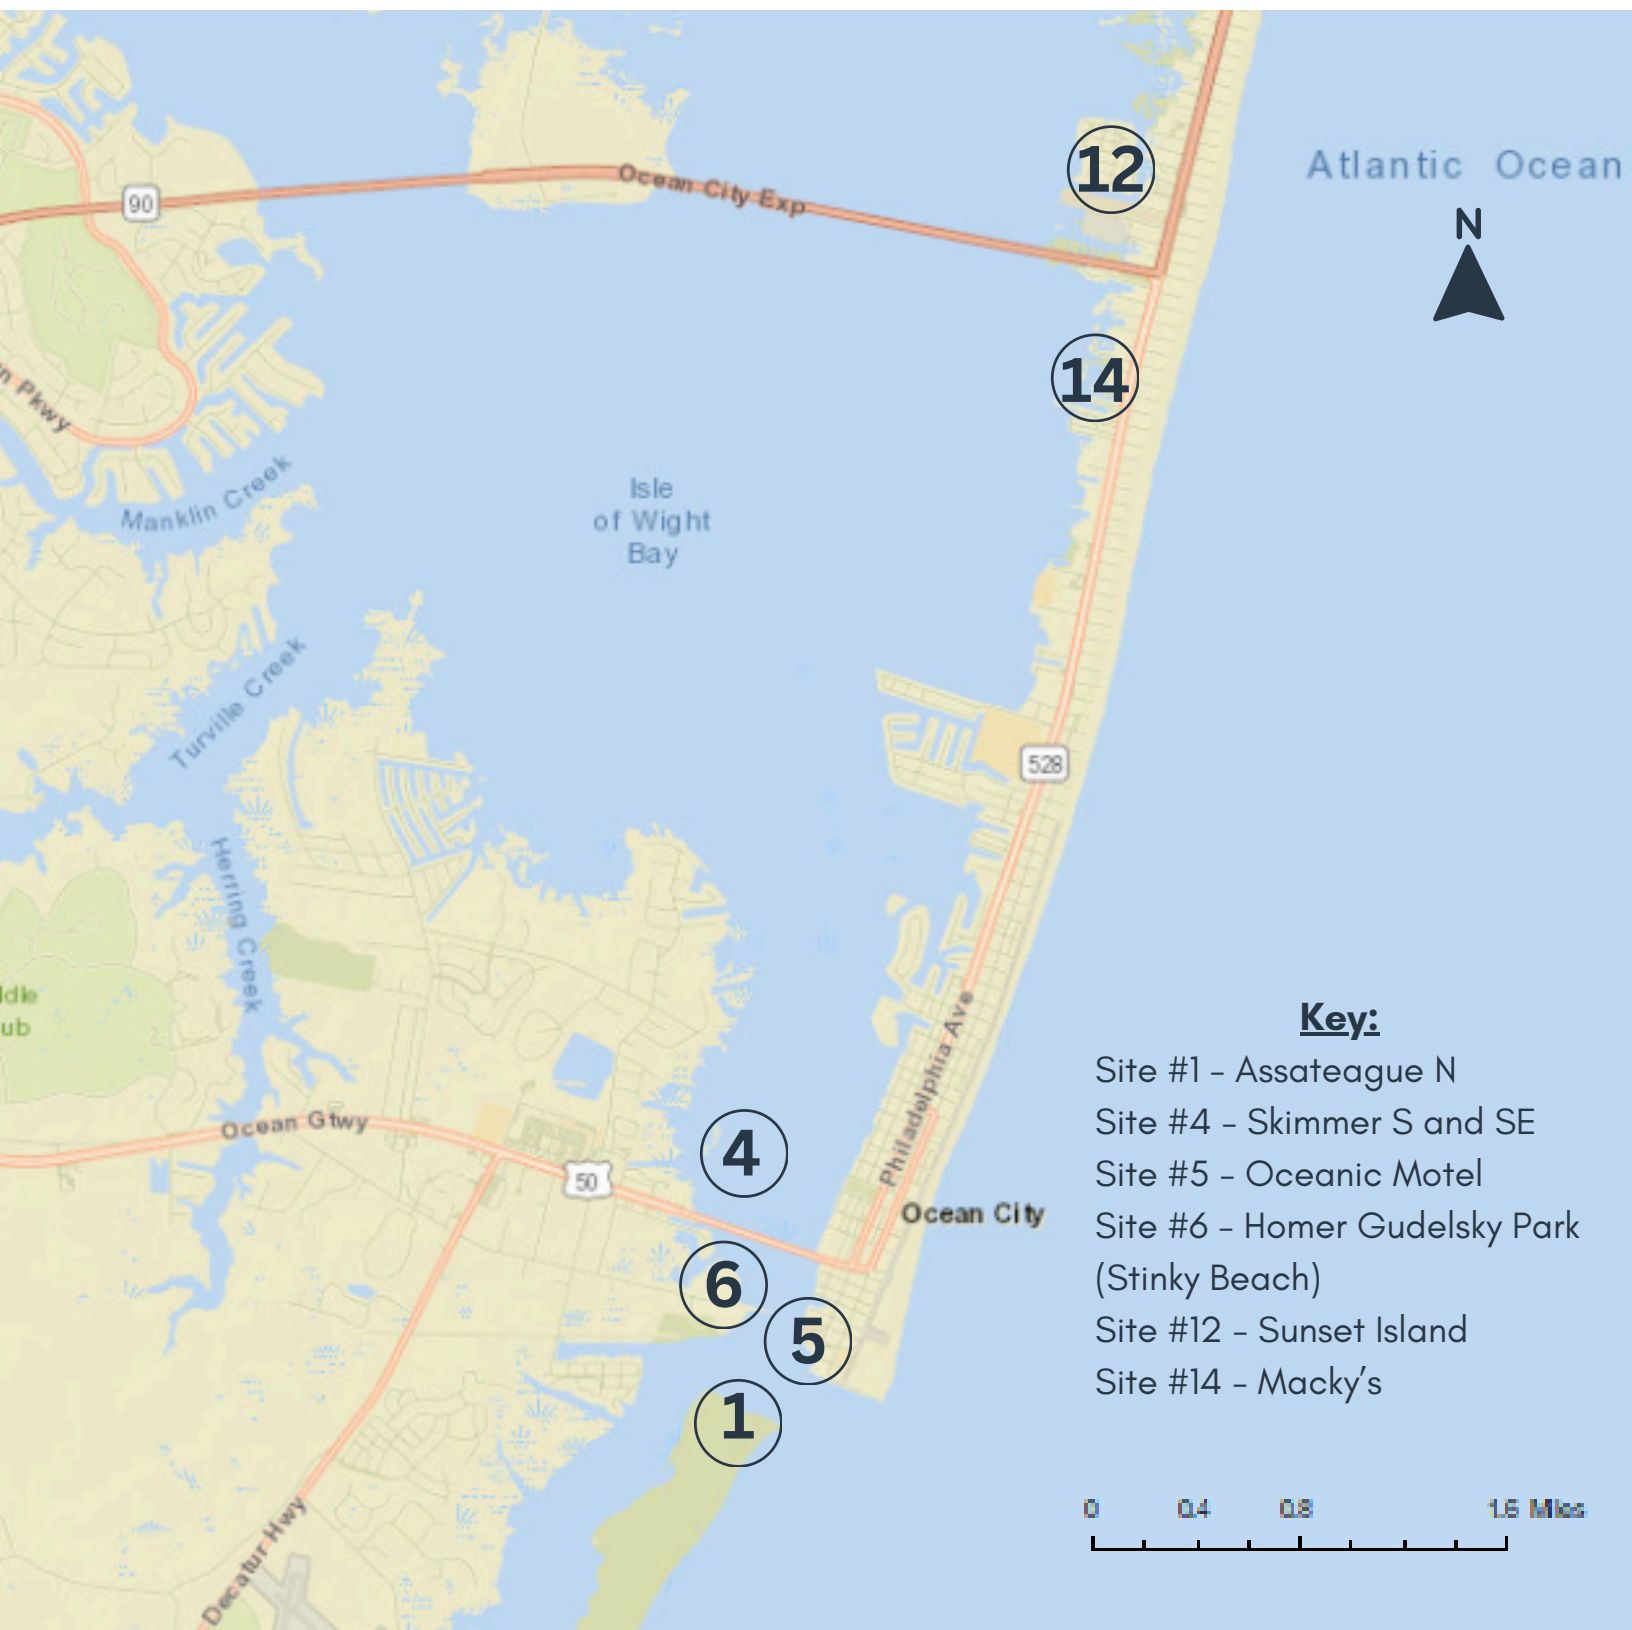 12
Atlantic Ocean
Ocean City Exp
90
N
14
n Pkwy
Isle
of Wight
Bay
Manklin Creek
Turville Creek
528
Herring Creek
ddle
ub
Philadelphia Ave
Key:
Site #1 - Assateague N
Ocean Gtwy
4
Site #4 - Skimmer S and SE
50
Site #5 - Oceanic Motel
Ocean City
Site #6 - Homer Gudelsky Park
(Stinky Beach)
6
5
Site #12 - Sunset Island
Site #14 - Macky's
1
Decatur Hwy
0 0.4 0.8 1.6 Miles